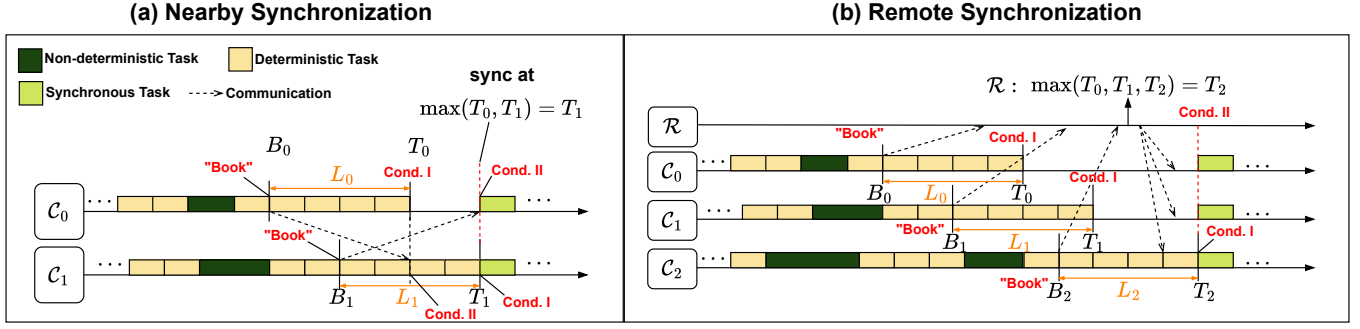 (a) Nearby Synchronization
Non-deterministic Task
Deterministic Task
Synchronous Task
Communication
sync at
max(T₀, T₁) = T₁
"Book"
B₀
T₀
Cond. I
Cond. II
L₀
C₀
···
···
"Book"
C₁
···
···
B₁
L₁
T₁
Cond. I
Cond. II
(b) Remote Synchronization
R : max(T₀, T₁, T₂) = T₂
Cond. II
R
"Book"
Cond. I
C₀
···
···
B₀
L₀
T₀
Cond. I
C₁
···
···
"Book"
B₁
L₁
T₁
Cond. I
C₂
···
···
"Book"
B₂
L₂
T₂